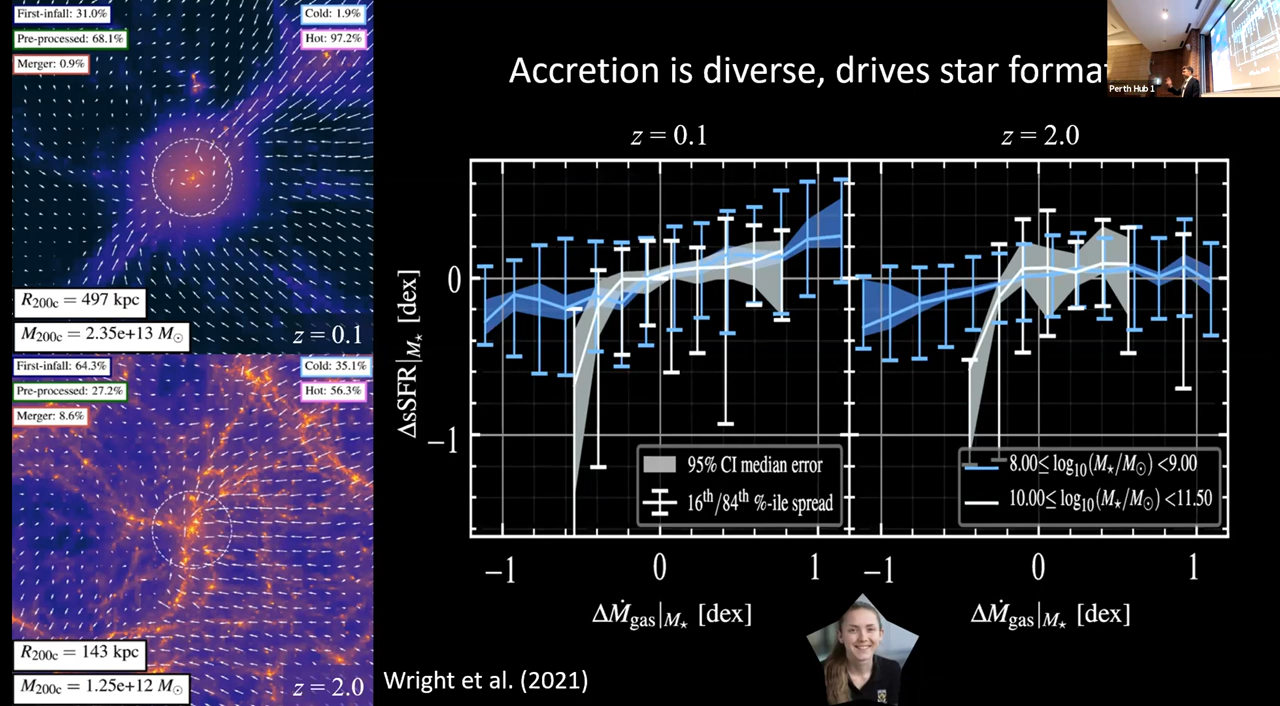 First-infall: 31.0%
Cold: 1.9%
Pre-processed: 68.1%
Hot: 97.2%
Merger: 0.9%
R200c = 497 kpc
M200c = 2.35e+13 M☉
z = 0.1
First-infall: 64.3%
Cold: 35.1%
Pre-processed: 27.2%
Hot: 56.3%
Merger: 8.6%
R200c = 143 kpc
M200c = 1.25e+12 M☉
z = 2.0
Accretion is diverse, drives star format
Perth Hub 1
z = 0.1
z = 2.0
0
−1
ΔsSFR|M⋆ [dex]
95% CI median error
16th/84th %-ile spread
8.00≤ log10(M⋆/M☉) <9.00
10.00≤ log10(M⋆/M☉) <11.50
−1 0 1
−1 0 1
ΔṀgas|M⋆ [dex]
ΔṀgas|M⋆ [dex]
Wright et al. (2021)